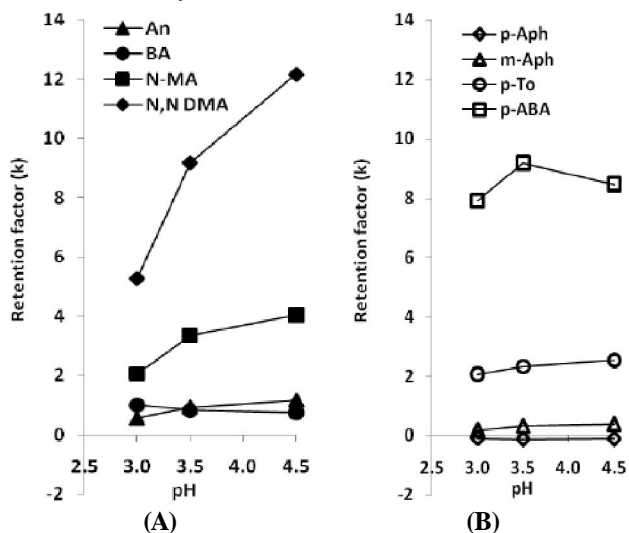 An
BA
N-MA
N,N DMA
Retention factor (k)
14
12
10
8
6
4
2
0
-2
2.5
3.0
3.5
4.0
4.5
pH
(A)
p-Aph
m-Aph
p-To
p-ABA
Retention factor (k)
14
12
10
8
6
4
2
0
-2
2.5
3.0
3.5
4.0
4.5
pH
(B)